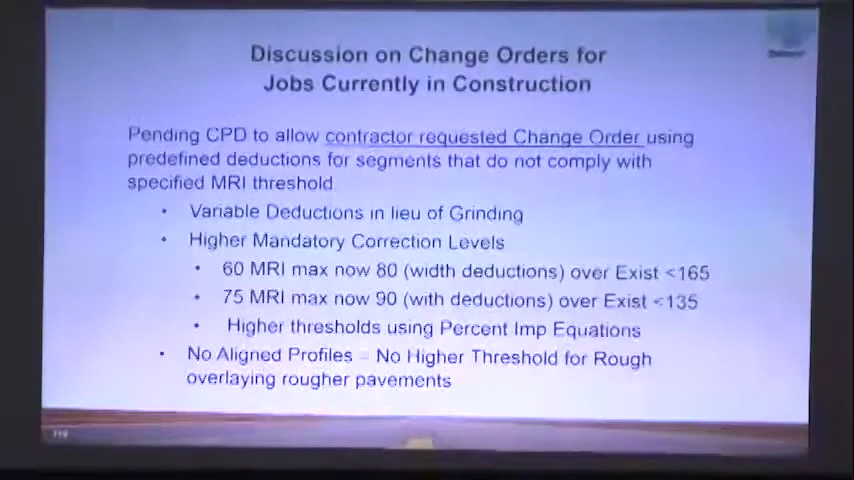 Discussion on Change Orders for
Jobs Currently in Construction
Pending CPD to allow contractor requested Change Order using
predefined deductions for segments that do not comply with
specified MRI threshold
• Variable Deductions in lieu of Grinding
• Higher Mandatory Correction Levels
• 60 MRI max now 80 (width deductions) over Exist <165
• 75 MRI max now 90 (with deductions) over Exist <135
• Higher thresholds using Percent Imp Equations
• No Aligned Profiles = No Higher Threshold for Rough
overlaying rougher pavements